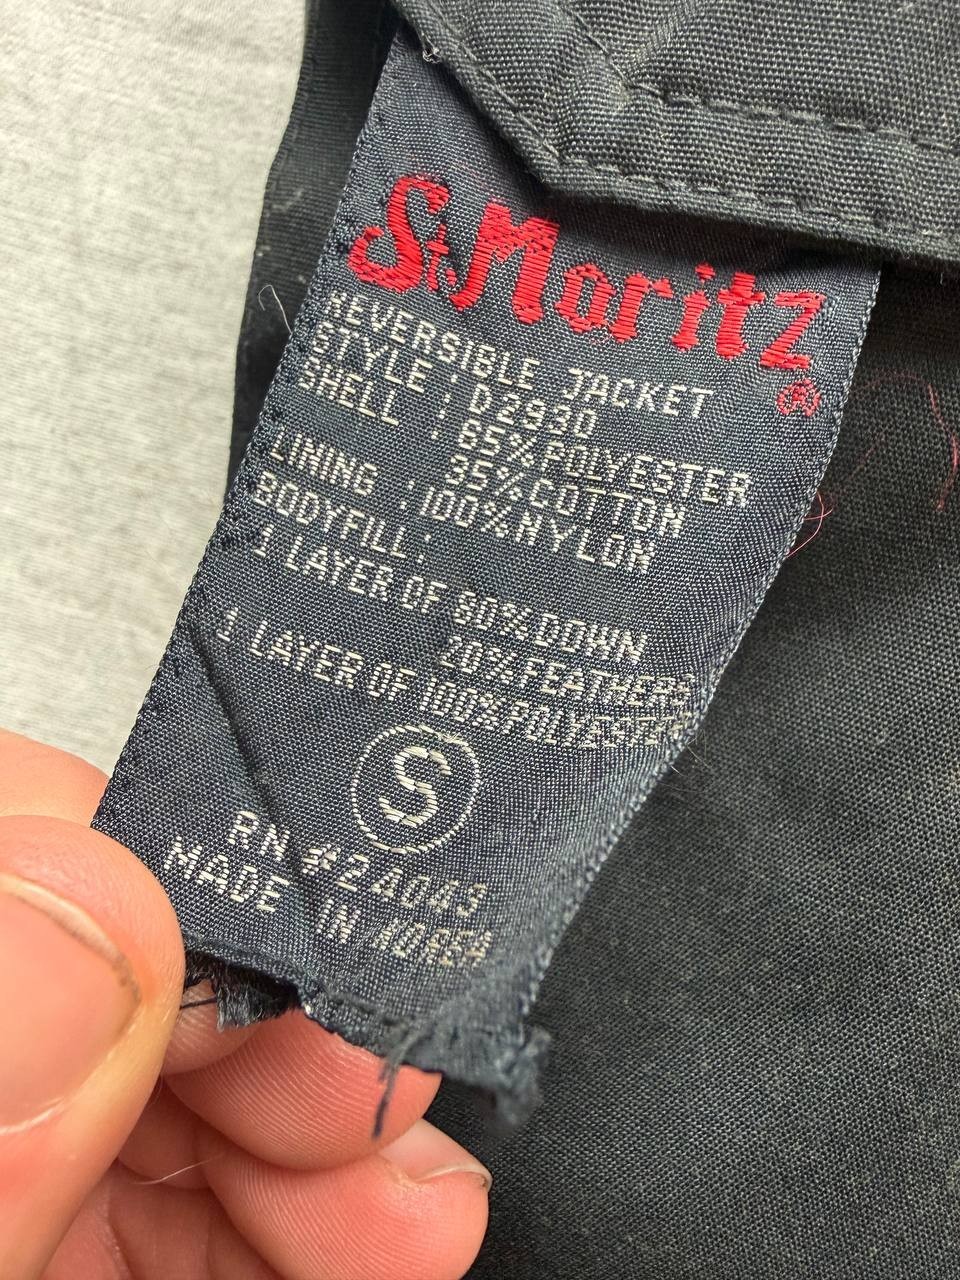 St. Moritz ®
REVERSIBLE JACKET
STYLE : D2930
SHELL : 65% POLYESTER
35% COTTON
LINING : 100% NYLON
BODYFILL :
1 LAYER OF 80% DOWN
20% FEATHERS
1 LAYER OF 100% POLYESTER
S
RN #24043
MADE IN KOREA